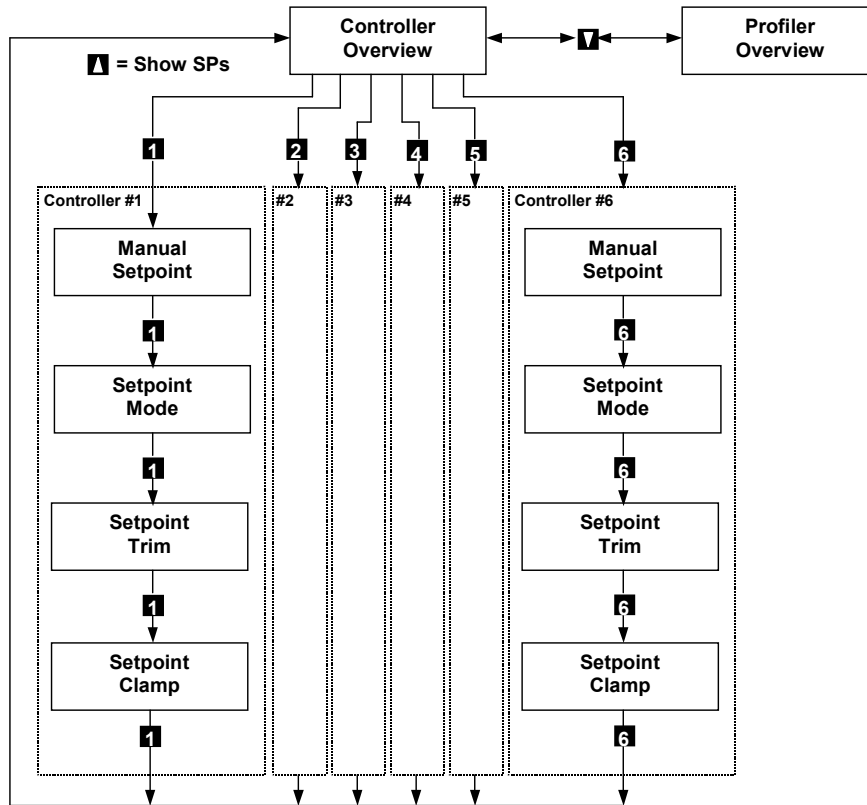 Controller
Overview
Profiler
Overview
= Show SPs
1
2
3
4
5
6
Controller #1
#2
#3
#4
#5
Controller #6
Manual
Setpoint
Manual
Setpoint
1
6
Setpoint
Mode
Setpoint
Mode
1
6
Setpoint
Trim
Setpoint
Trim
1
6
Setpoint
Clamp
Setpoint
Clamp
1
6